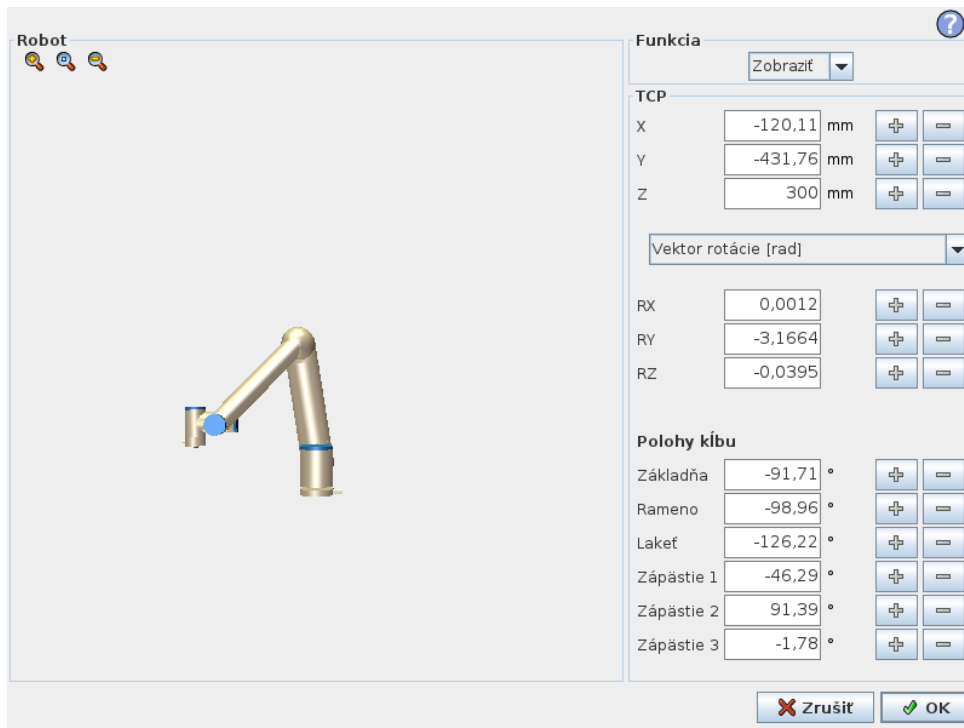 Robot
Funkcia
Zobraziť
TCP
X -120,11 mm
Y -431,76 mm
Z 300 mm
Vektor rotácie [rad]
RX 0,0012
RY -3,1664
RZ -0,0395
Polohy kĺbu
Základňa -91,71 °
Rameno -98,96 °
Lakeť -126,22 °
Zápästie 1 -46,29 °
Zápästie 2 91,39 °
Zápästie 3 -1,78 °
Zrušiť OK